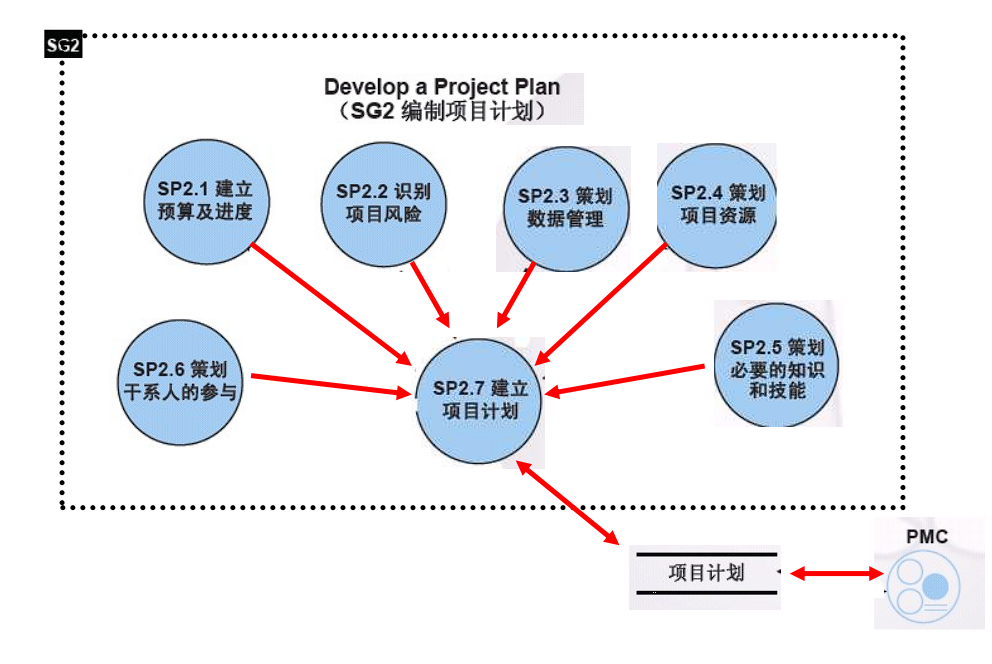 SG2
Develop a Project Plan
（SG2 编制项目计划）
SP2.1 建立
预算及进度
SP2.2 识别
项目风险
SP2.3 策划
数据管理
SP2.4 策划
项目资源
SP2.6 策划
干系人的参与
SP2.7 建立
项目计划
SP2.5 策划
必要的知识
和技能
项目计划
PMC